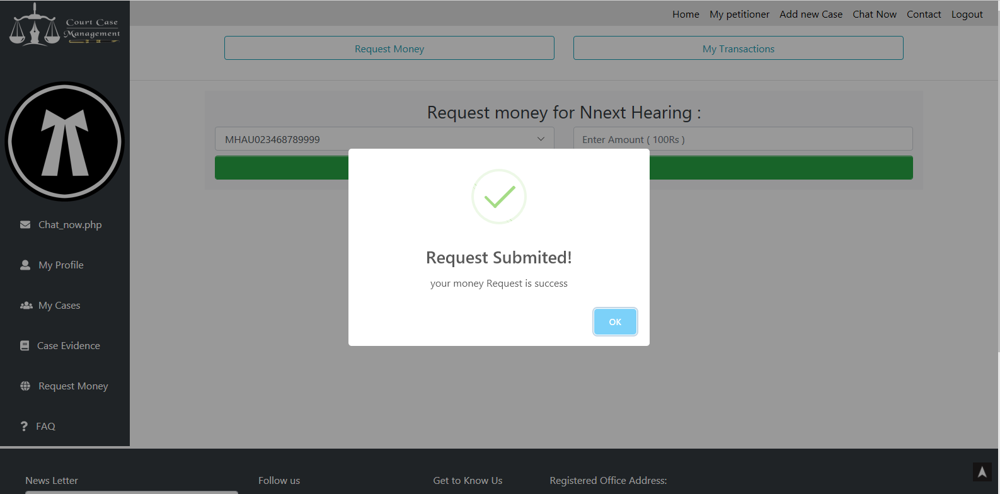 Court Case
Management
Home My petitioner Add new Case Chat Now Contact Logout
Request Money My Transactions
Request money for Nnext Hearing :
MHAU023468789999 Enter Amount ( 100Rs )
Request Submited!
your money Request is success
OK
Chat_now.php
My Profile
My Cases
Case Evidence
Request Money
FAQ
News Letter Follow us Get to Know Us Registered Office Address: